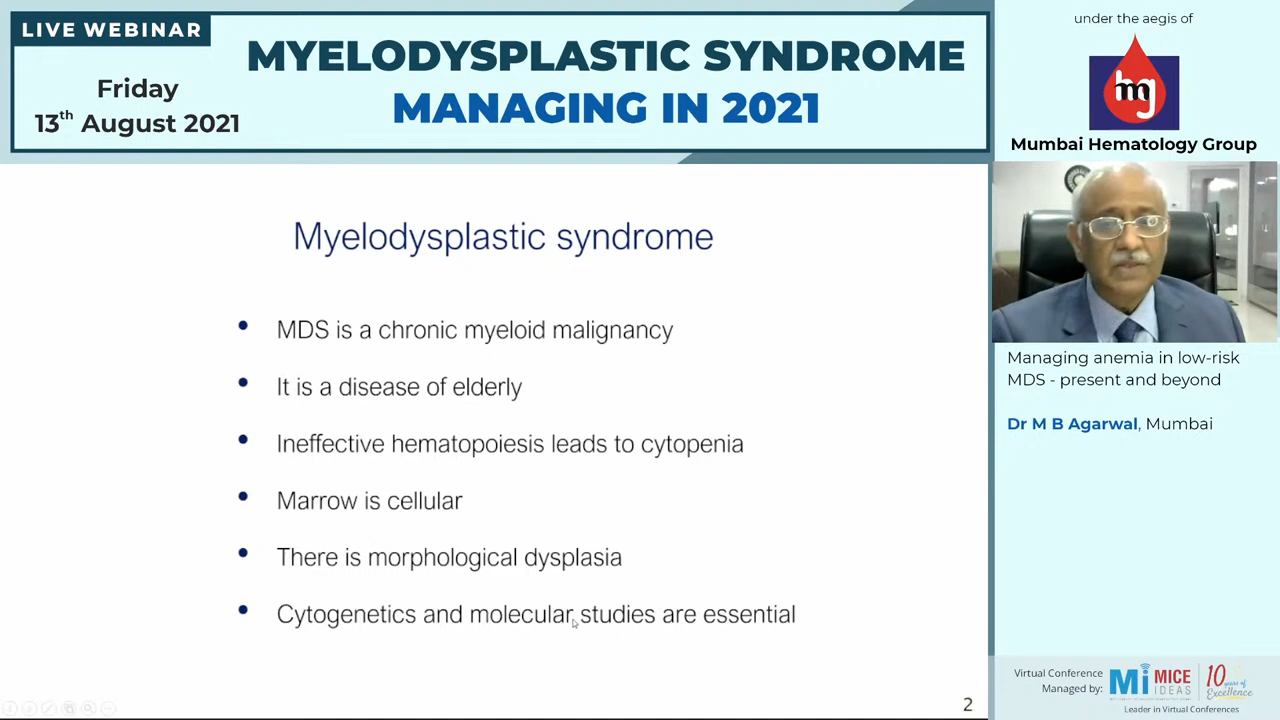 LIVE WEBINAR
Friday
13th August 2021
MYELODYSPLASTIC SYNDROME
MANAGING IN 2021
under the aegis of
hmg
Mumbai Hematology Group
Myelodysplastic syndrome
• MDS is a chronic myeloid malignancy
• It is a disease of elderly
• Ineffective hematopoiesis leads to cytopenia
• Marrow is cellular
• There is morphological dysplasia
• Cytogenetics and molecular studies are essential
2
Managing anemia in low-risk
MDS - present and beyond
Dr M B Agarwal, Mumbai
Virtual Conference
Managed by:
Mi MICE
IDEAS
10 years of
Excellence
Leader in Virtual Conferences